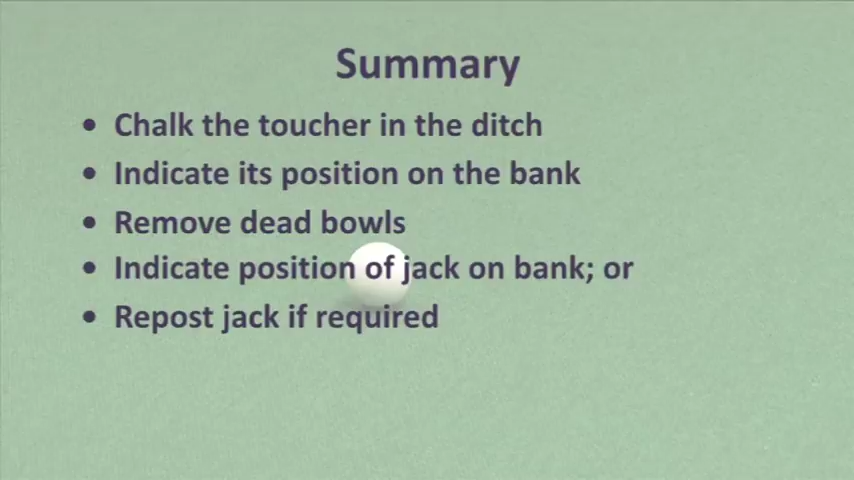 Summary
• Chalk the toucher in the ditch
• Indicate its position on the bank
• Remove dead bowls
• Indicate position of jack on bank; or
• Repost jack if required